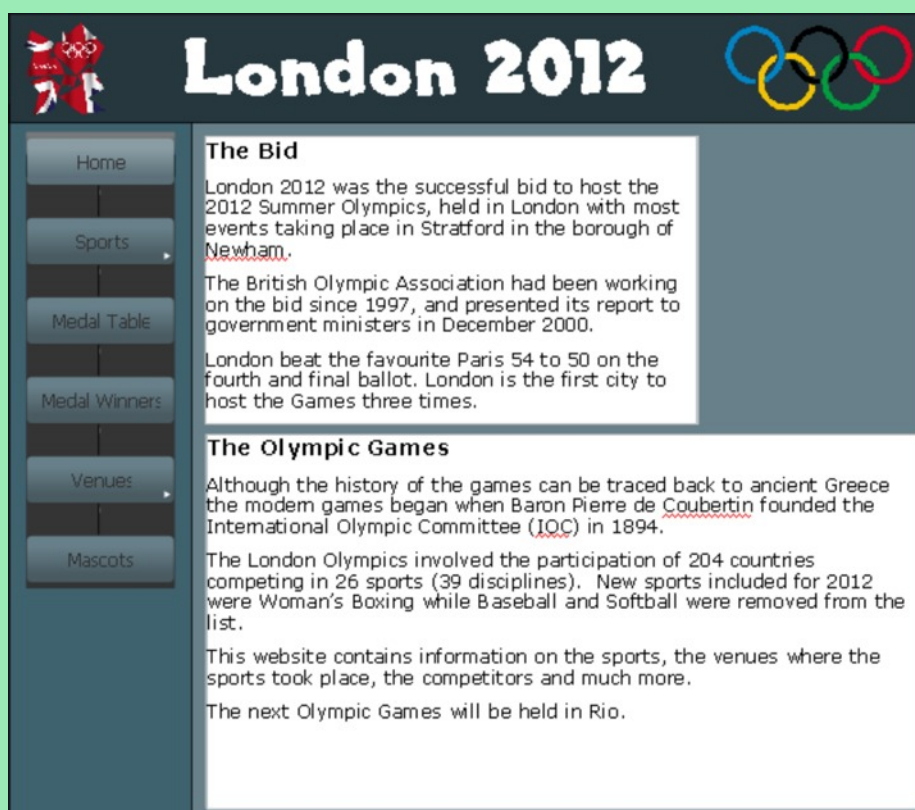 London 2012
Home
Sports
Medal Table
Medal Winners
Venues
Mascots
The Bid
London 2012 was the successful bid to host the
2012 Summer Olympics, held in London with most
events taking place in Stratford in the borough of
Newham.
The British Olympic Association had been working
on the bid since 1997, and presented its report to
government ministers in December 2000.
London beat the favourite Paris 54 to 50 on the
fourth and final ballot. London is the first city to
host the Games three times.
The Olympic Games
Although the history of the games can be traced back to ancient Greece
the modern games began when Baron Pierre de Coubertin founded the
International Olympic Committee (IOC) in 1894.
The London Olympics involved the participation of 204 countries
competing in 26 sports (39 disciplines).  New sports included for 2012
were Woman's Boxing while Baseball and Softball were removed from the
list.
This website contains information on the sports, the venues where the
sports took place, the competitors and much more.
The next Olympic Games will be held in Rio.